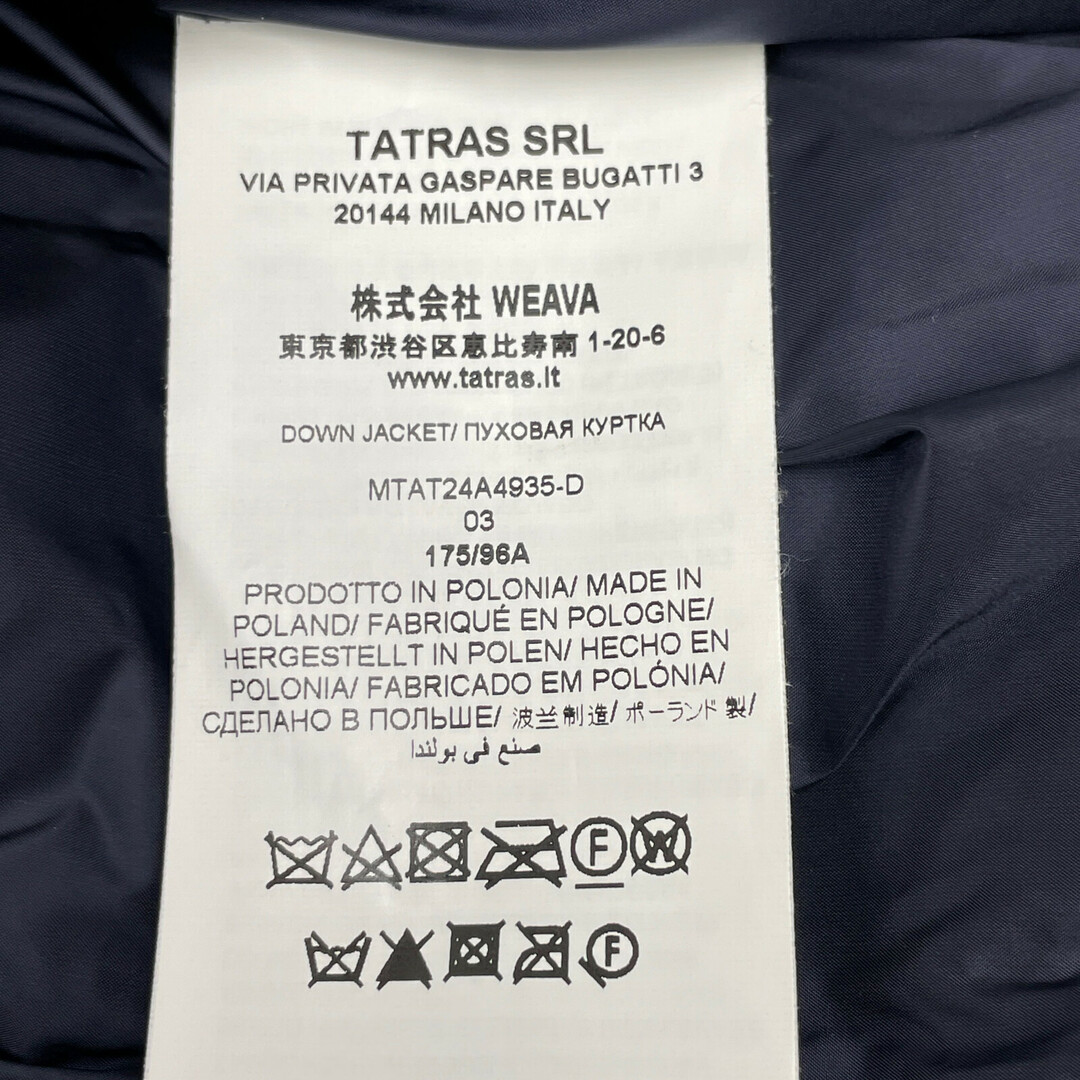 TATRAS SRL
VIA PRIVATA GASPARE BUGATTI 3
20144 MILANO ITALY
株式会社 WEAVA
東京都渋谷区恵比寿南 1-20-6
www.tatras.it
DOWN JACKET/ ПУХОВАЯ КУРТКА
MTAT24A4935-D
03
175/96A
PRODOTTO IN POLONIA/ MADE IN
POLAND/ FABRIQUÉ EN POLOGNE/
HERGESTELLT IN POLEN/ HECHO EN
POLONIA/ FABRICADO EM POLÓNIA/
СДЕЛАНО В ПОЛЬШЕ/ 波兰制造/ ポーランド 製/
صنع في بولندا
F W
F